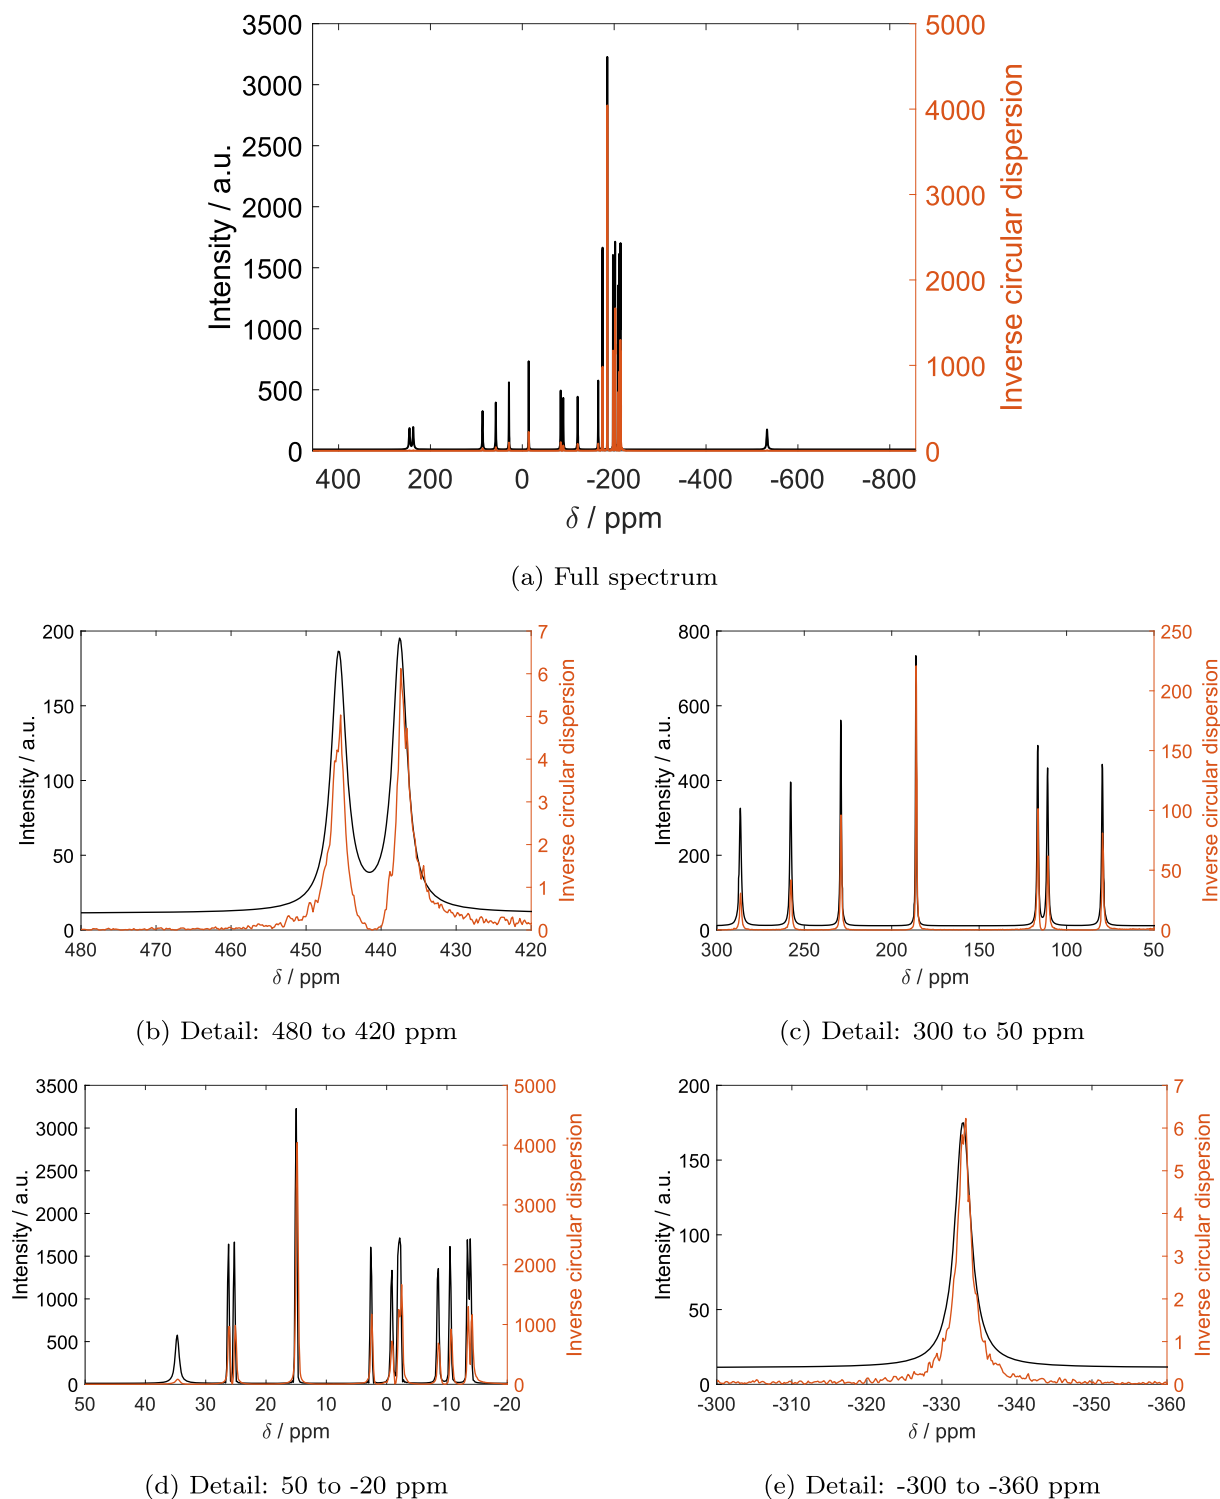 3500
3000
2500
2000
1500
1000
500
0
Intensity / a.u.
5000
4000
3000
2000
1000
0
Inverse circular dispersion
400 200 0 -200 -400 -600 -800
δ / ppm
(a) Full spectrum
200
150
100
50
0
Intensity / a.u.
7
6
5
4
3
2
1
0
Inverse circular dispersion
480 470 460 450 440 430 420
δ / ppm
(b) Detail: 480 to 420 ppm
800
600
400
200
0
Intensity / a.u.
250
200
150
100
50
0
Inverse circular dispersion
300 250 200 150 100 50
δ / ppm
(c) Detail: 300 to 50 ppm
3500
3000
2500
2000
1500
1000
500
0
Intensity / a.u.
5000
4000
3000
2000
1000
0
Inverse circular dispersion
50 40 30 20 10 0 -10 -20
δ / ppm
(d) Detail: 50 to -20 ppm
200
150
100
50
0
Intensity / a.u.
7
6
5
4
3
2
1
0
Inverse circular dispersion
-300 -310 -320 -330 -340 -350 -360
δ / ppm
(e) Detail: -300 to -360 ppm